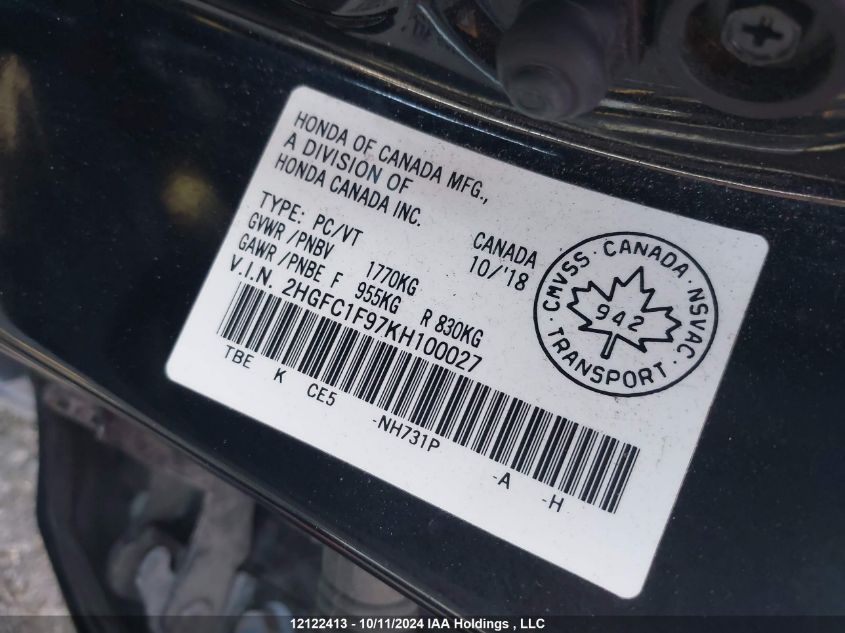 HONDA OF CANADA MFG.,
A DIVISION OF
HONDA CANADA INC.
CANADA
10/'18
TYPE: PC/VT
GVWR/PNBV 1770KG
GAWR/PNBE F 955KG R 830KG
V.I.N. 2HGFC1F97KH100027
TBE K CE5 -NH731P -A -H
CMVSS · CANADA · NSVAC · TRANSPORT ·
942
12122413 - 10/11/2024 IAA Holdings , LLC